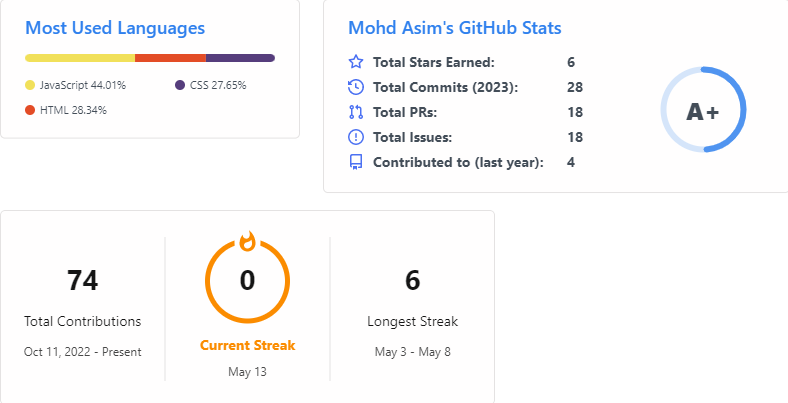 Most Used Languages
JavaScript 44.01%
CSS 27.65%
HTML 28.34%
Mohd Asim's GitHub Stats
Total Stars Earned: 6
Total Commits (2023): 28
Total PRs: 18
Total Issues: 18
Contributed to (last year): 4
A+
74
Total Contributions
Oct 11, 2022 - Present
0
Current Streak
May 13
6
Longest Streak
May 3 - May 8